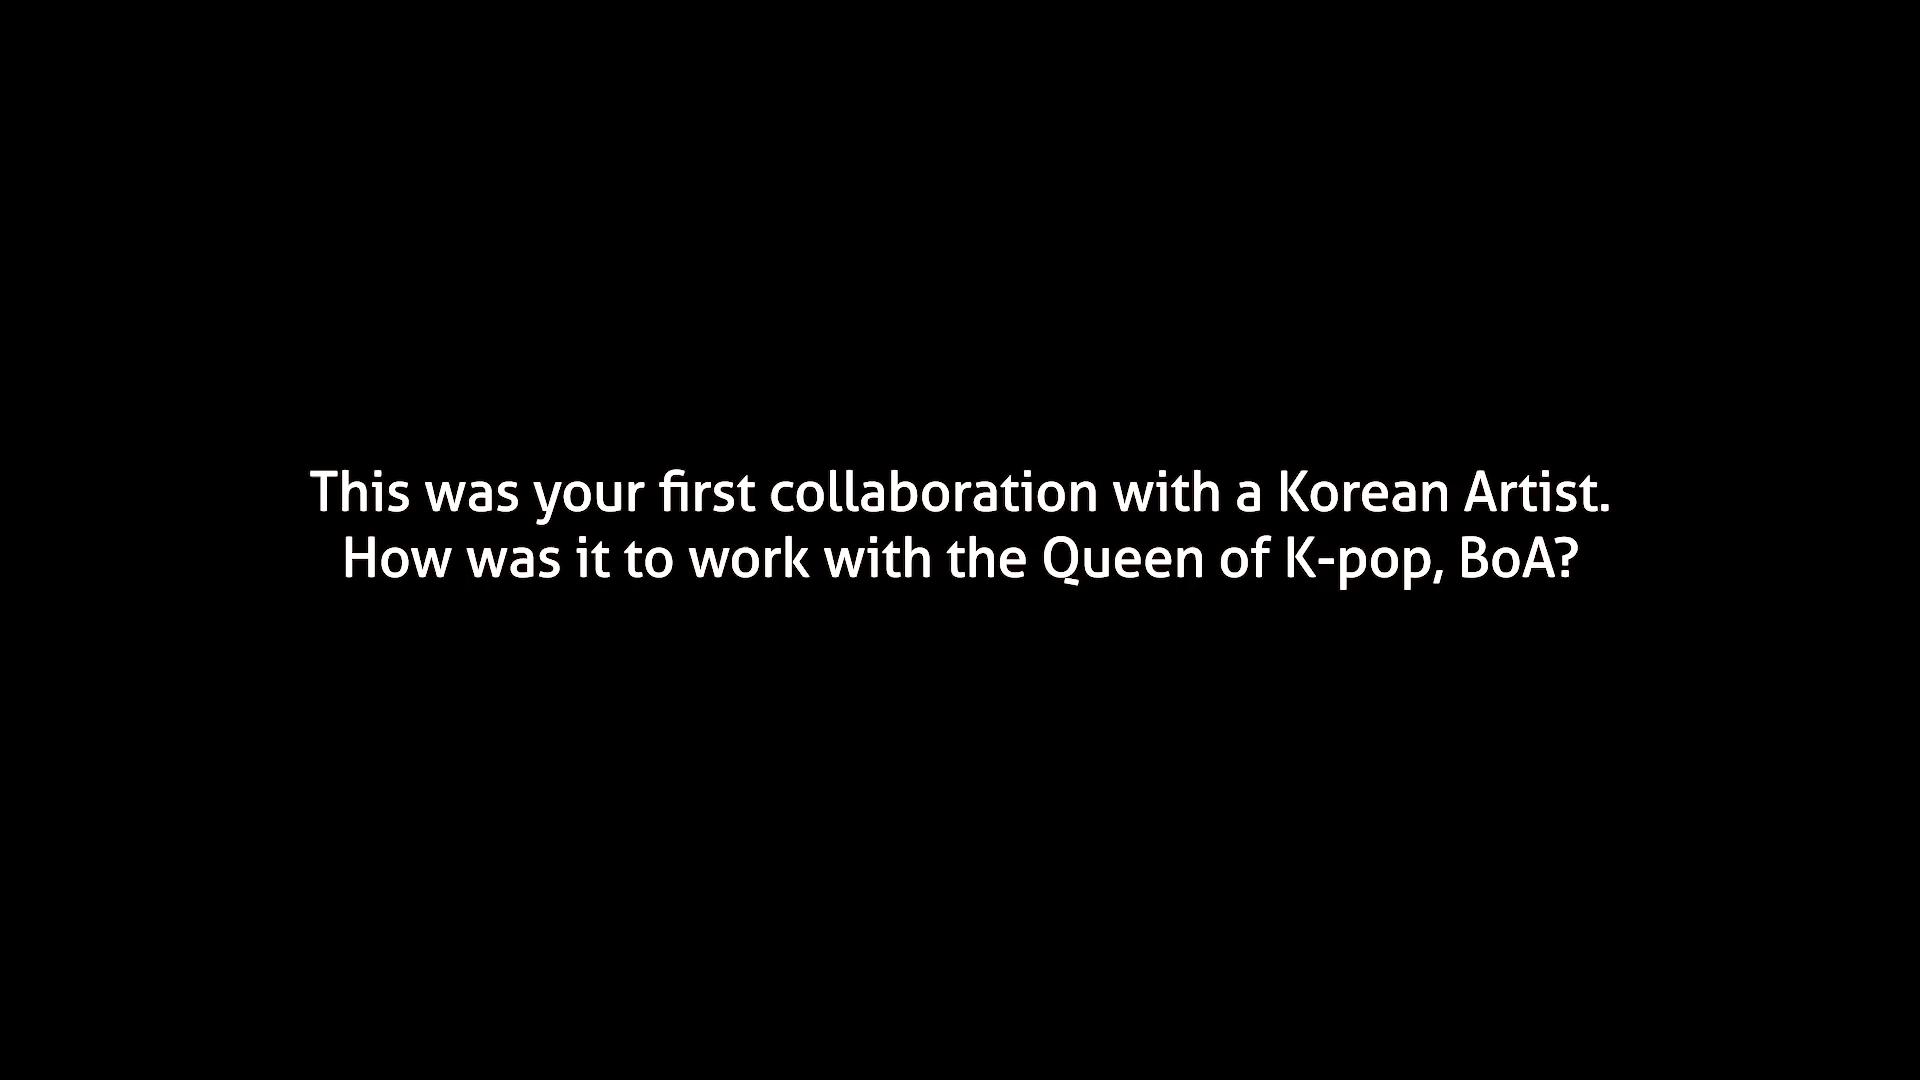 This was your first collaboration with a Korean Artist.
How was it to work with the Queen of K-pop, BoA?